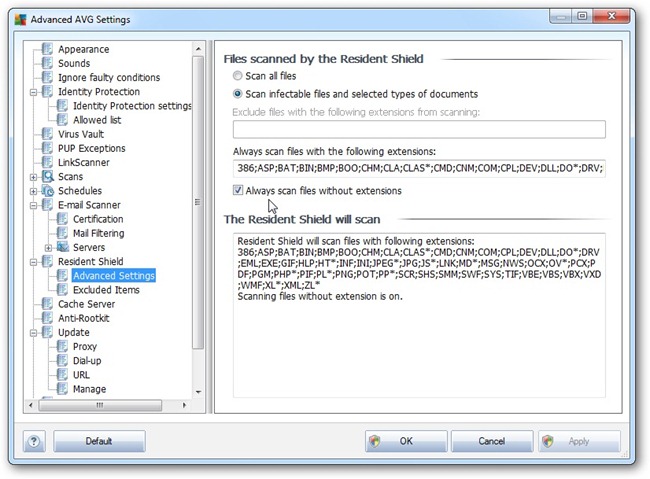 Advanced AVG Settings
Appearance
Sounds
Ignore faulty conditions
Identity Protection
Identity Protection settings
Allowed list
Virus Vault
PUP Exceptions
LinkScanner
Scans
Schedules
E-mail Scanner
Certification
Mail Filtering
Servers
Resident Shield
Advanced Settings
Excluded Items
Cache Server
Anti-Rootkit
Update
Proxy
Dial-up
URL
Manage
Files scanned by the Resident Shield
Scan all files
Scan infectable files and selected types of documents
Exclude files with the following extensions from scanning:
Always scan files with the following extensions:
386;ASP;BAT;BIN;BMP;BOO;CHM;CLA;CLAS*;CMD;CNM;COM;CPL;DEV;DLL;DO*;DRV;
Always scan files without extensions
The Resident Shield will scan
Resident Shield will scan files with following extensions:
386;ASP;BAT;BIN;BMP;BOO;CHM;CLA;CLAS*;CMD;CNM;COM;CPL;DEV;DLL;DO*;DRV
;EML;EXE;GIF;HLP;HT*;INF;INI;JPEG*;JPG;JS*;LNK;MD*;MSG;NWS;OCX;OV*;PCX;P
DF;PGM;PHP*;PIF;PL*;PNG;POT;PP*;SCR;SHS;SMM;SWF;SYS;TIF;VBE;VBS;VBX;VXD
;WMF;XL*;XML;ZL*
Scanning files without extension is on.
?
Default
OK
Cancel
Apply